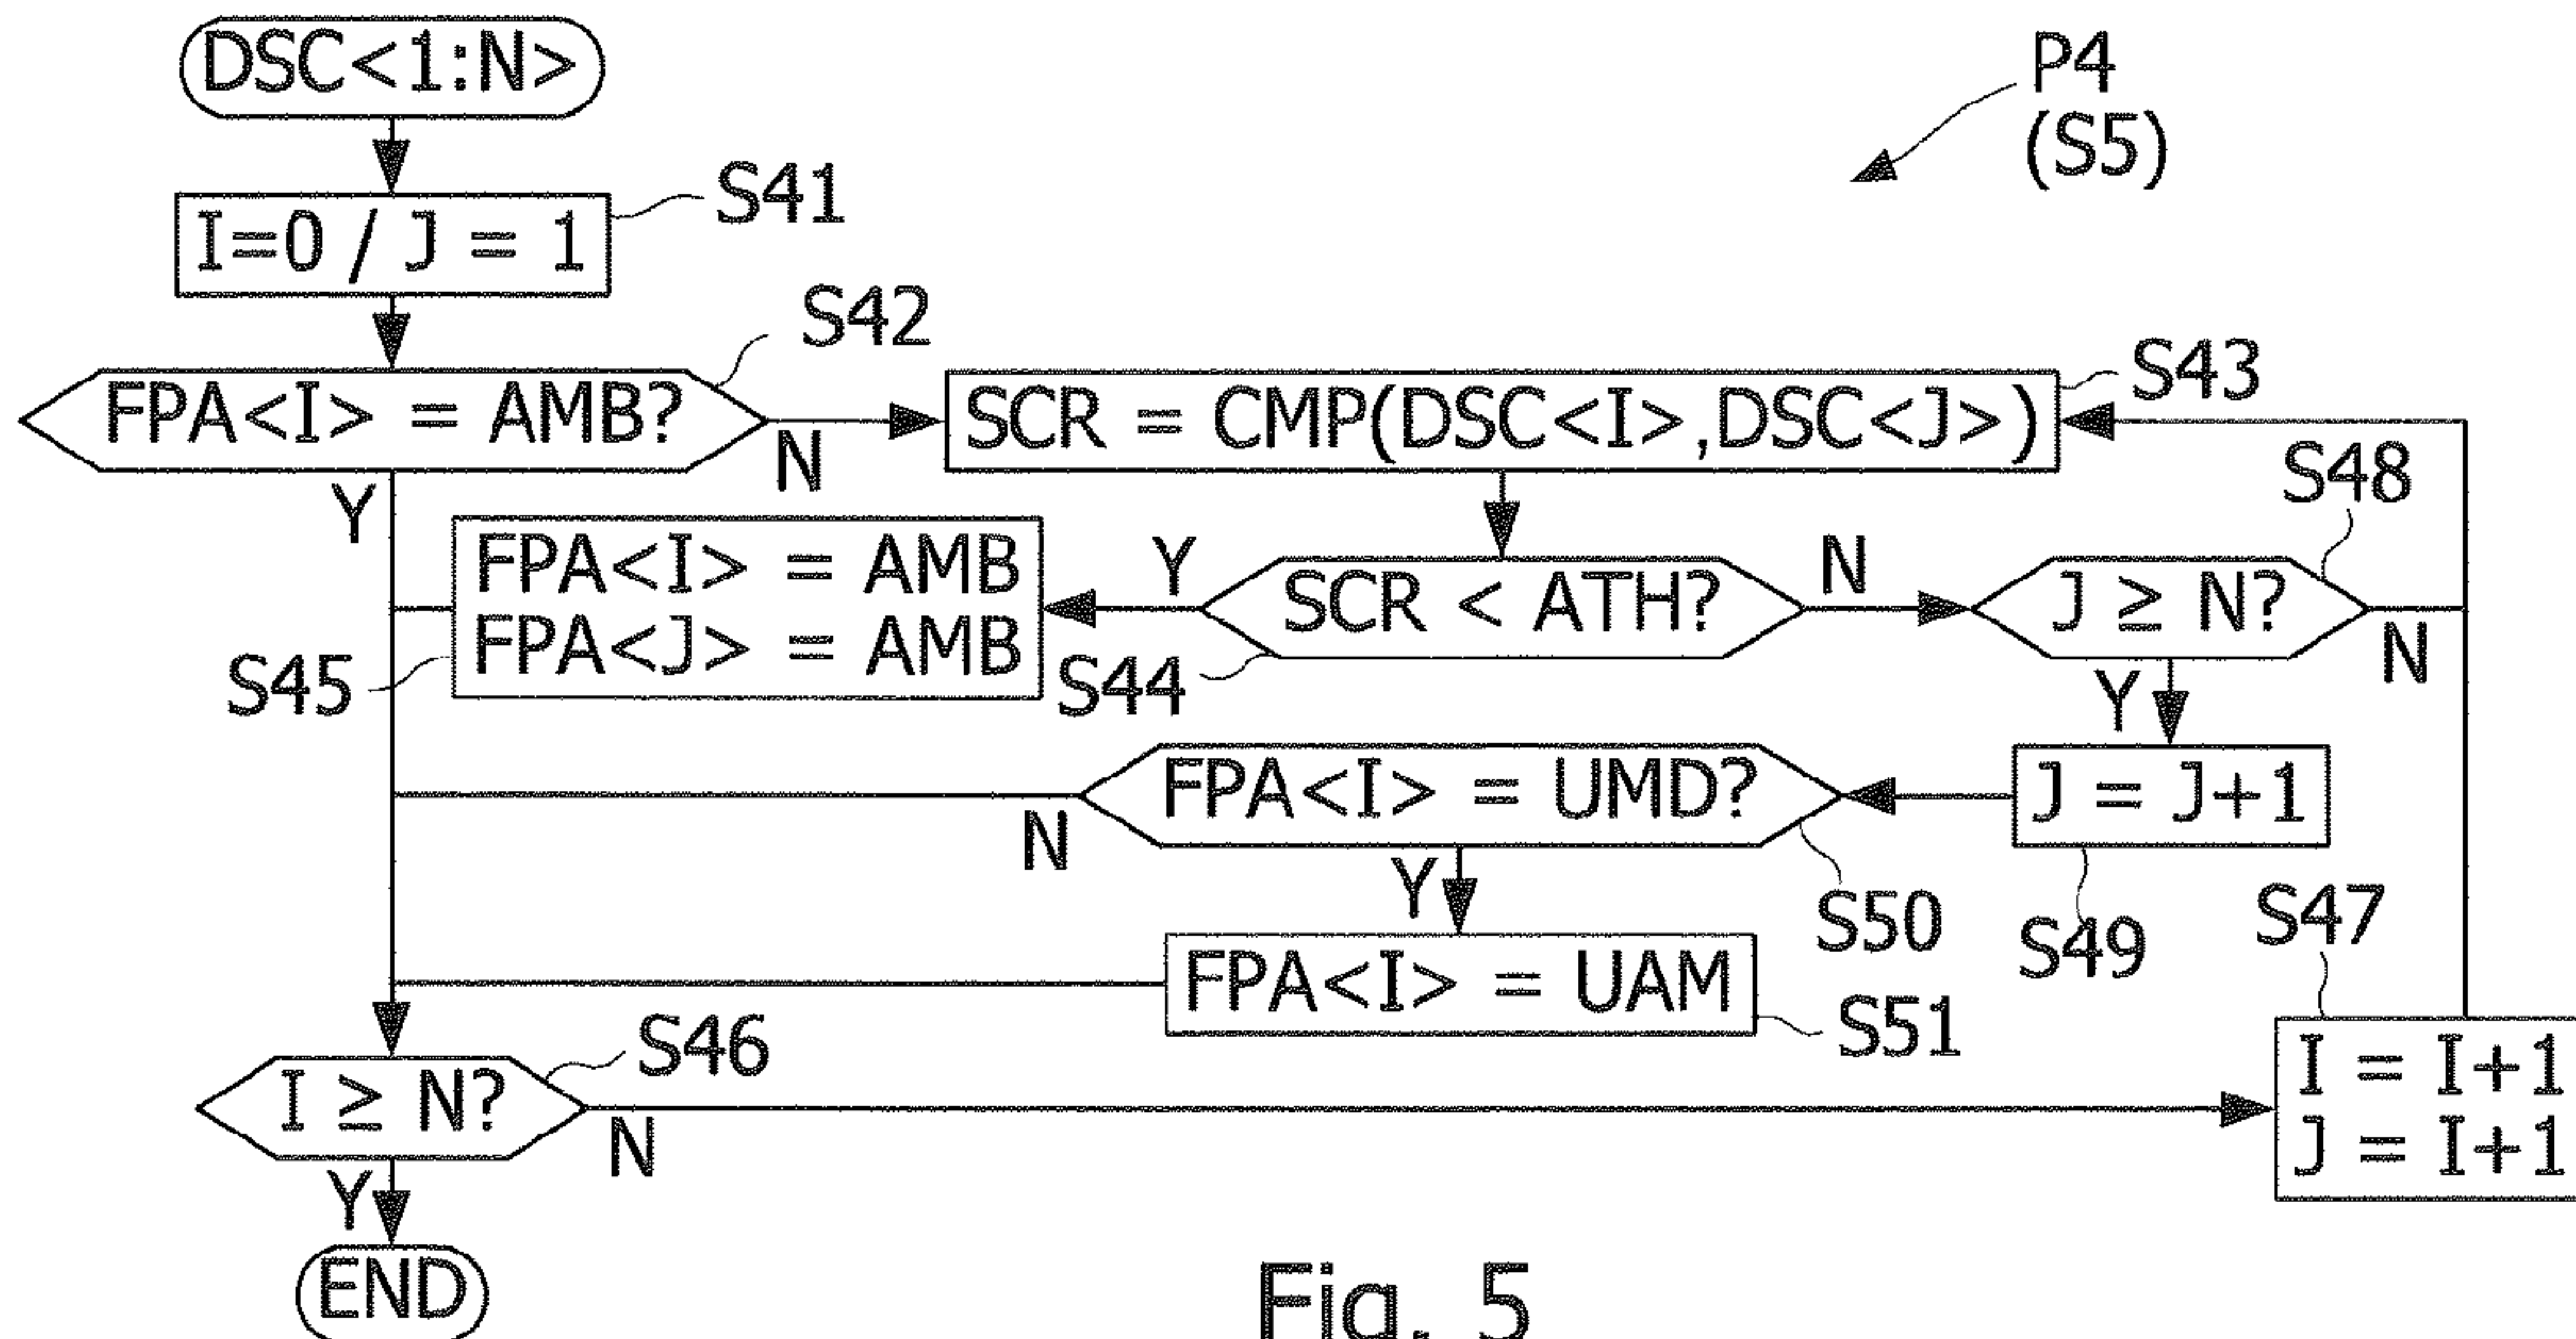 DSC<1:N>
P4
(S5)
S41
I=0 / J = 1
S42
FPA<I> = AMB?
N
Y
S43
SCR = CMP(DSC<I>,DSC<J>)
S48
FPA<I> = AMB
FPA<J> = AMB
S45
Y
SCR < ATH?
N
S44
J ≥ N?
N
Y
FPA<I> = UMD?
N
Y
S50
J = J+1
S49
S47
FPA<I> = UAM
S51
S46
I ≥ N?
N
Y
I = I+1
J = I+1
END
Fig. 5